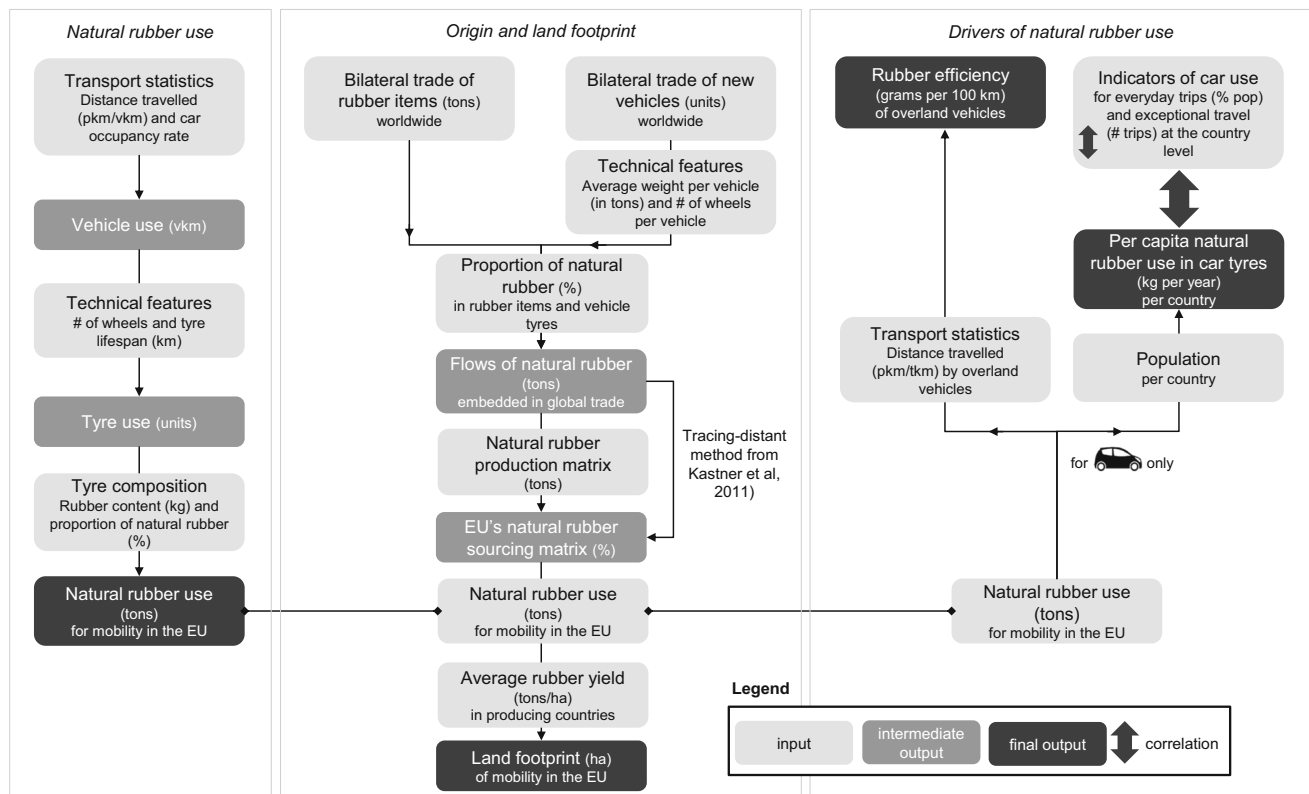 Natural rubber use
Transport statistics
Distance travelled
(pkm/vkm) and car
occupancy rate
Vehicle use (vkm)
Technical features
# of wheels and tyre
lifespan (km)
Tyre use (units)
Tyre composition
Rubber content (kg) and
proportion of natural rubber
(%)
Natural rubber use
(tons)
for mobility in the EU
Origin and land footprint
Bilateral trade of
rubber items (tons)
worldwide
Bilateral trade of new
vehicles (units)
worldwide
Technical features
Average weight per vehicle
(in tons) and # of wheels
per vehicle
Proportion of natural
rubber (%)
in rubber items and vehicle
tyres
Flows of natural rubber
(tons)
embedded in global trade
Natural rubber
production matrix
(tons)
Tracing-distant
method from
Kastner et al,
2011)
EU's natural rubber
sourcing matrix (%)
Natural rubber use
(tons)
for mobility in the EU
Average rubber yield
(tons/ha)
in producing countries
Land footprint (ha)
of mobility in the EU
Drivers of natural rubber use
Rubber efficiency
(grams per 100 km)
of overland vehicles
Indicators of car use
for everyday trips (% pop)
and exceptional travel
(# trips) at the country
level
Per capita natural
rubber use in car tyres
(kg per year)
per country
Transport statistics
Distance travelled
(pkm/tkm) by overland
vehicles
Population
per country
for only
Natural rubber use
(tons)
for mobility in the EU
Legend
input
intermediate
output
final output
correlation